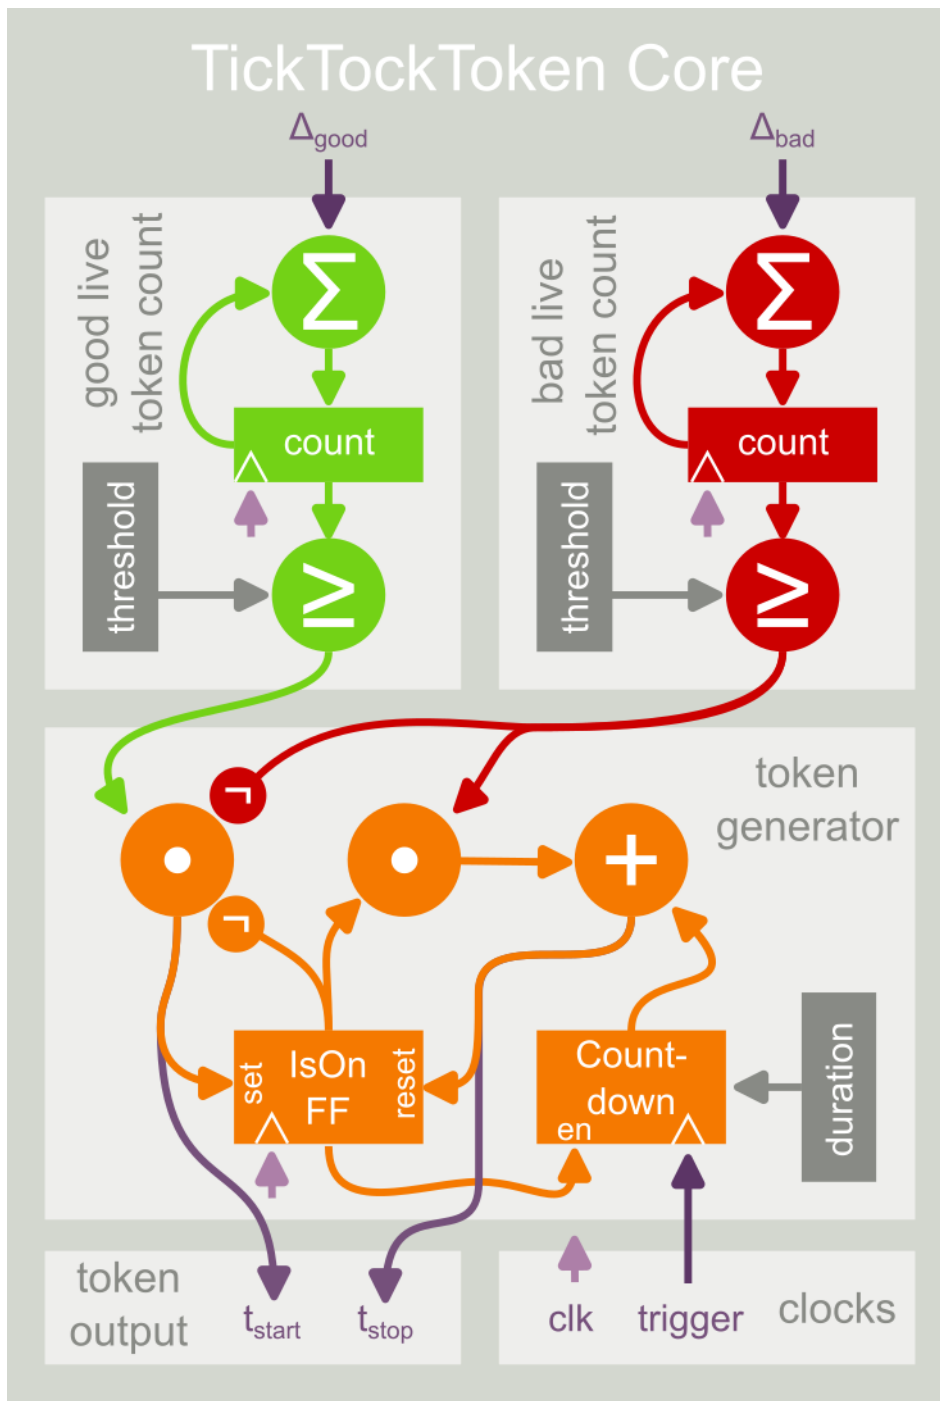 TickTockToken Core
Δgood
Δbad
good live
token count
Σ
count
threshold
≥
bad live
token count
Σ
count
threshold
≥
token
generator
¬
·
·
+
¬
set
IsOn
FF
reset
Count-
down
en
duration
token
output
tstart
tstop
clk
trigger
clocks